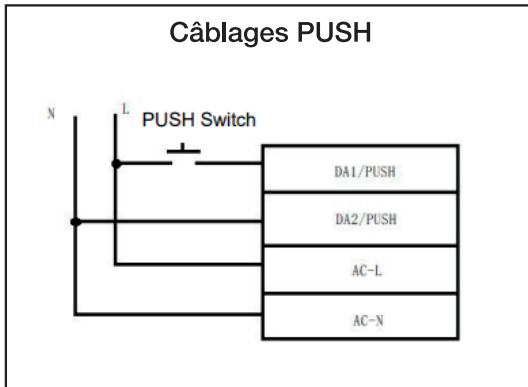 Câblages PUSH
N
L
PUSH Switch
DA1/PUSH
DA2/PUSH
AC-L
AC-N